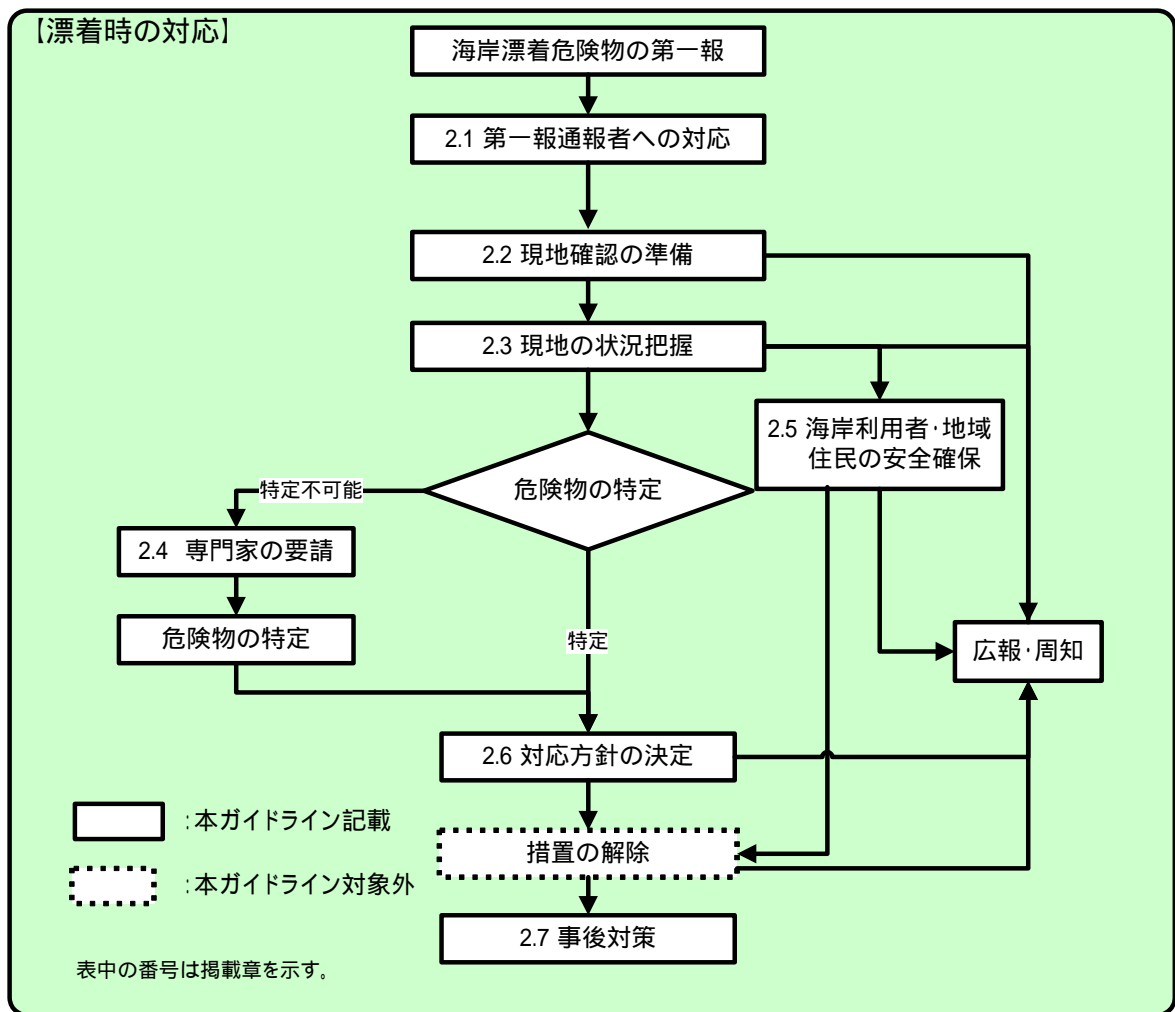 【漂着時の対応】
海岸漂着危険物の第一報
2.1 第一報通報者への対応
2.2 現地確認の準備
2.3 現地の状況把握
2.5 海岸利用者・地域
住民の安全確保
危険物の特定
特定不可能
2.4 専門家の要請
危険物の特定
特定
広報・周知
2.6 対応方針の決定
:本ガイドライン記載
措置の解除
:本ガイドライン対象外
2.7 事後対策
表中の番号は掲載章を示す。